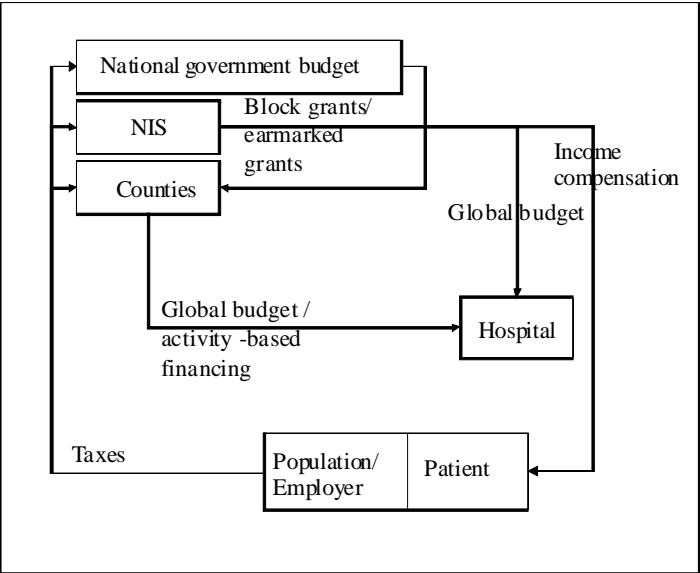 National government budget
NIS
Block grants/
earmarked
grants
Counties
Income
compensation
Global budget
Global budget /
activity -based
financing
Hospital
Taxes
Population/
Employer
Patient